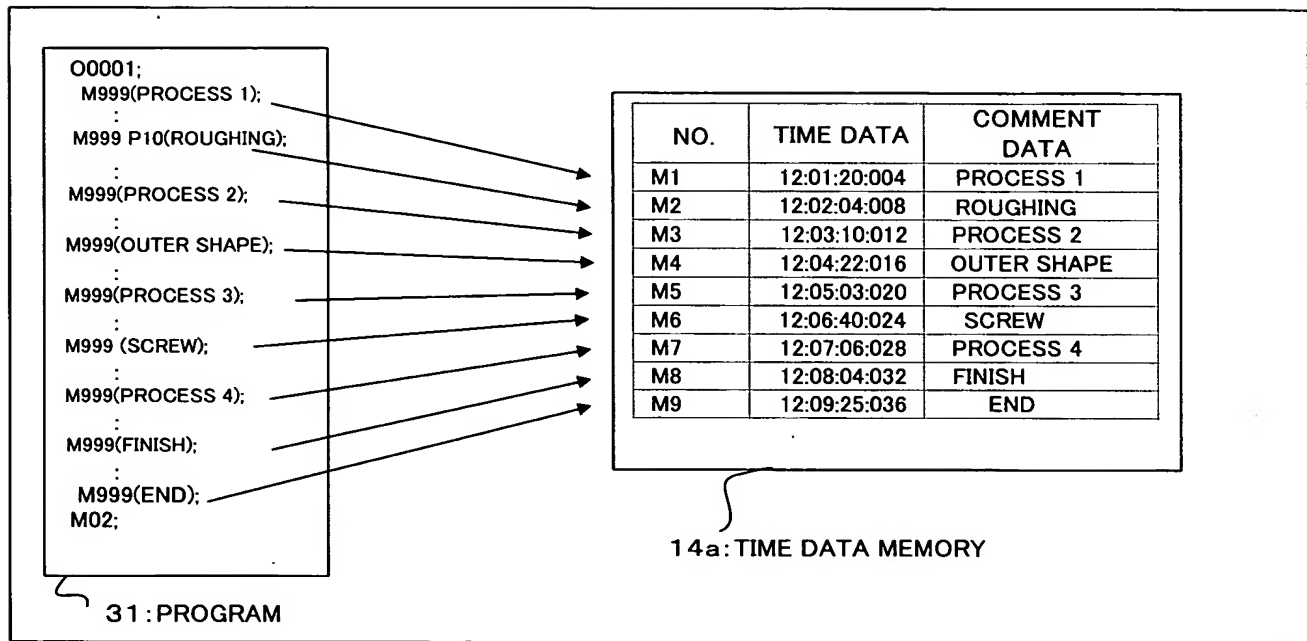 O0001;
M999(PROCESS 1);
:
M999 P10(ROUGHING);
:
M999(PROCESS 2);
:
M999(OUTER SHAPE);
:
M999(PROCESS 3);
:
M999 (SCREW);
:
M999(PROCESS 4);
:
M999(FINISH);
:
M999(END);
M02;
31:PROGRAM
NO. TIME DATA COMMENT DATA
M1 12:01:20:004 PROCESS 1
M2 12:02:04:008 ROUGHING
M3 12:03:10:012 PROCESS 2
M4 12:04:22:016 OUTER SHAPE
M5 12:05:03:020 PROCESS 3
M6 12:06:40:024 SCREW
M7 12:07:06:028 PROCESS 4
M8 12:08:04:032 FINISH
M9 12:09:25:036 END
14a:TIME DATA MEMORY